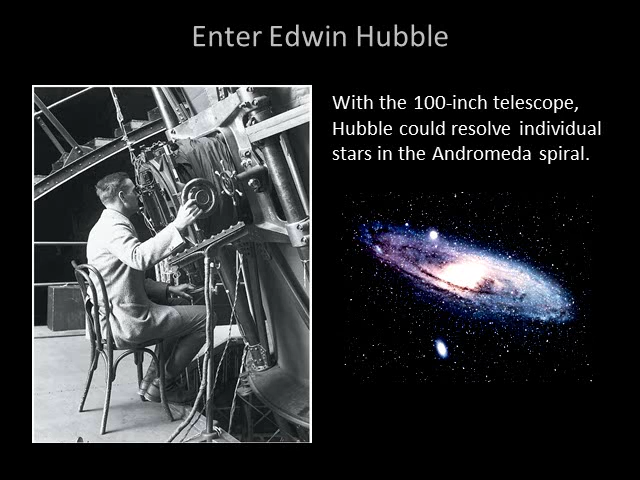 Enter Edwin Hubble
With the 100-inch telescope,
Hubble could resolve individual
stars in the Andromeda spiral.